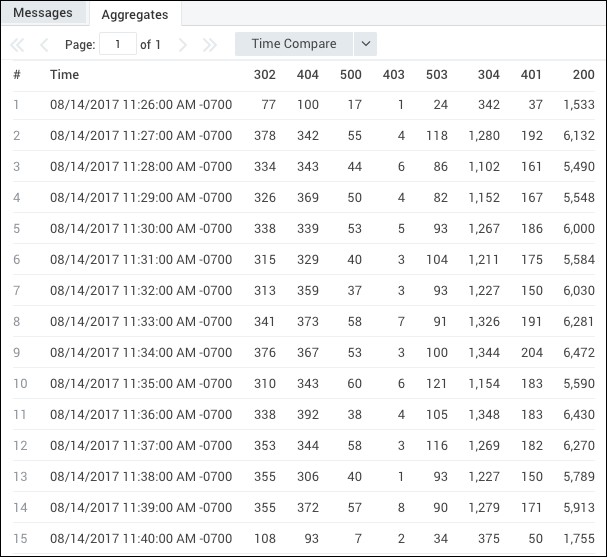 Messages Aggregates
Page: 1 of 1 Time Compare
# Time 302 404 500 403 503 304 401 200
1 08/14/2017 11:26:00 AM -0700 77 100 17 1 24 342 37 1,533
2 08/14/2017 11:27:00 AM -0700 378 342 55 4 118 1,280 192 6,132
3 08/14/2017 11:28:00 AM -0700 334 343 44 6 86 1,102 161 5,490
4 08/14/2017 11:29:00 AM -0700 326 369 50 4 82 1,152 167 5,548
5 08/14/2017 11:30:00 AM -0700 338 339 53 5 93 1,267 186 6,000
6 08/14/2017 11:31:00 AM -0700 315 329 40 3 104 1,211 175 5,584
7 08/14/2017 11:32:00 AM -0700 313 359 37 3 93 1,227 150 6,030
8 08/14/2017 11:33:00 AM -0700 341 373 58 7 91 1,326 191 6,281
9 08/14/2017 11:34:00 AM -0700 376 367 53 3 100 1,344 204 6,472
10 08/14/2017 11:35:00 AM -0700 310 343 60 6 121 1,154 183 5,590
11 08/14/2017 11:36:00 AM -0700 338 392 38 4 105 1,348 183 6,430
12 08/14/2017 11:37:00 AM -0700 353 344 58 3 116 1,269 182 6,270
13 08/14/2017 11:38:00 AM -0700 355 306 40 1 93 1,227 150 5,789
14 08/14/2017 11:39:00 AM -0700 355 372 57 8 90 1,279 171 5,913
15 08/14/2017 11:40:00 AM -0700 108 93 7 2 34 375 50 1,755